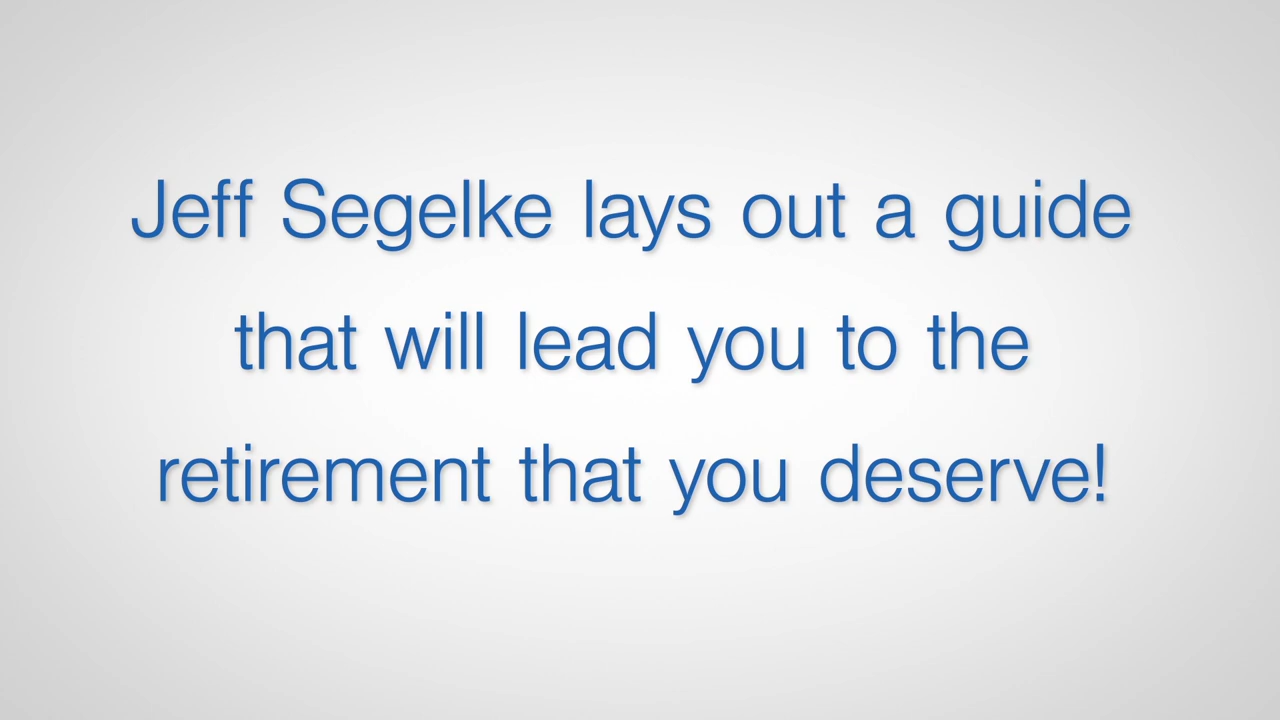 Jeff Segelke lays out a guide
that will lead you to the
retirement that you deserve!